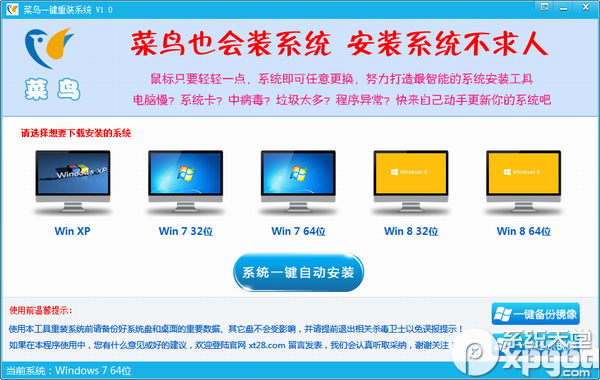 菜鸟一键重装系统 V1.0
菜鸟也会装系统 安装系统不求人
菜鸟
鼠标只要轻轻一点，系统即可任意更换，努力打造最智能的系统安装工具
电脑慢？系统卡？中病毒？垃圾太多？程序异常？快来自己动手更新你的系统吧
请选择想要下载安装的系统
Windows XP
Windows 8
Windows 8
Win XP
Win 7 32位
Win 7 64位
Win 8 32位
Win 8 64位
系统一键自动安装
使用前温馨提示：
使用本工具重装系统前请备份好系统盘和桌面的重要数据、其它盘不会受影响，并请提前退出相关杀毒卫士以免误报提示！
如果在本程序使用中，您有什么意见或好的建议，欢迎登陆官网 xt28.com 留言发表，我们会认真听取采纳，谢谢关注！
一键备份镜像
系统天堂
xpgod
当前系统：Windows 7 64位